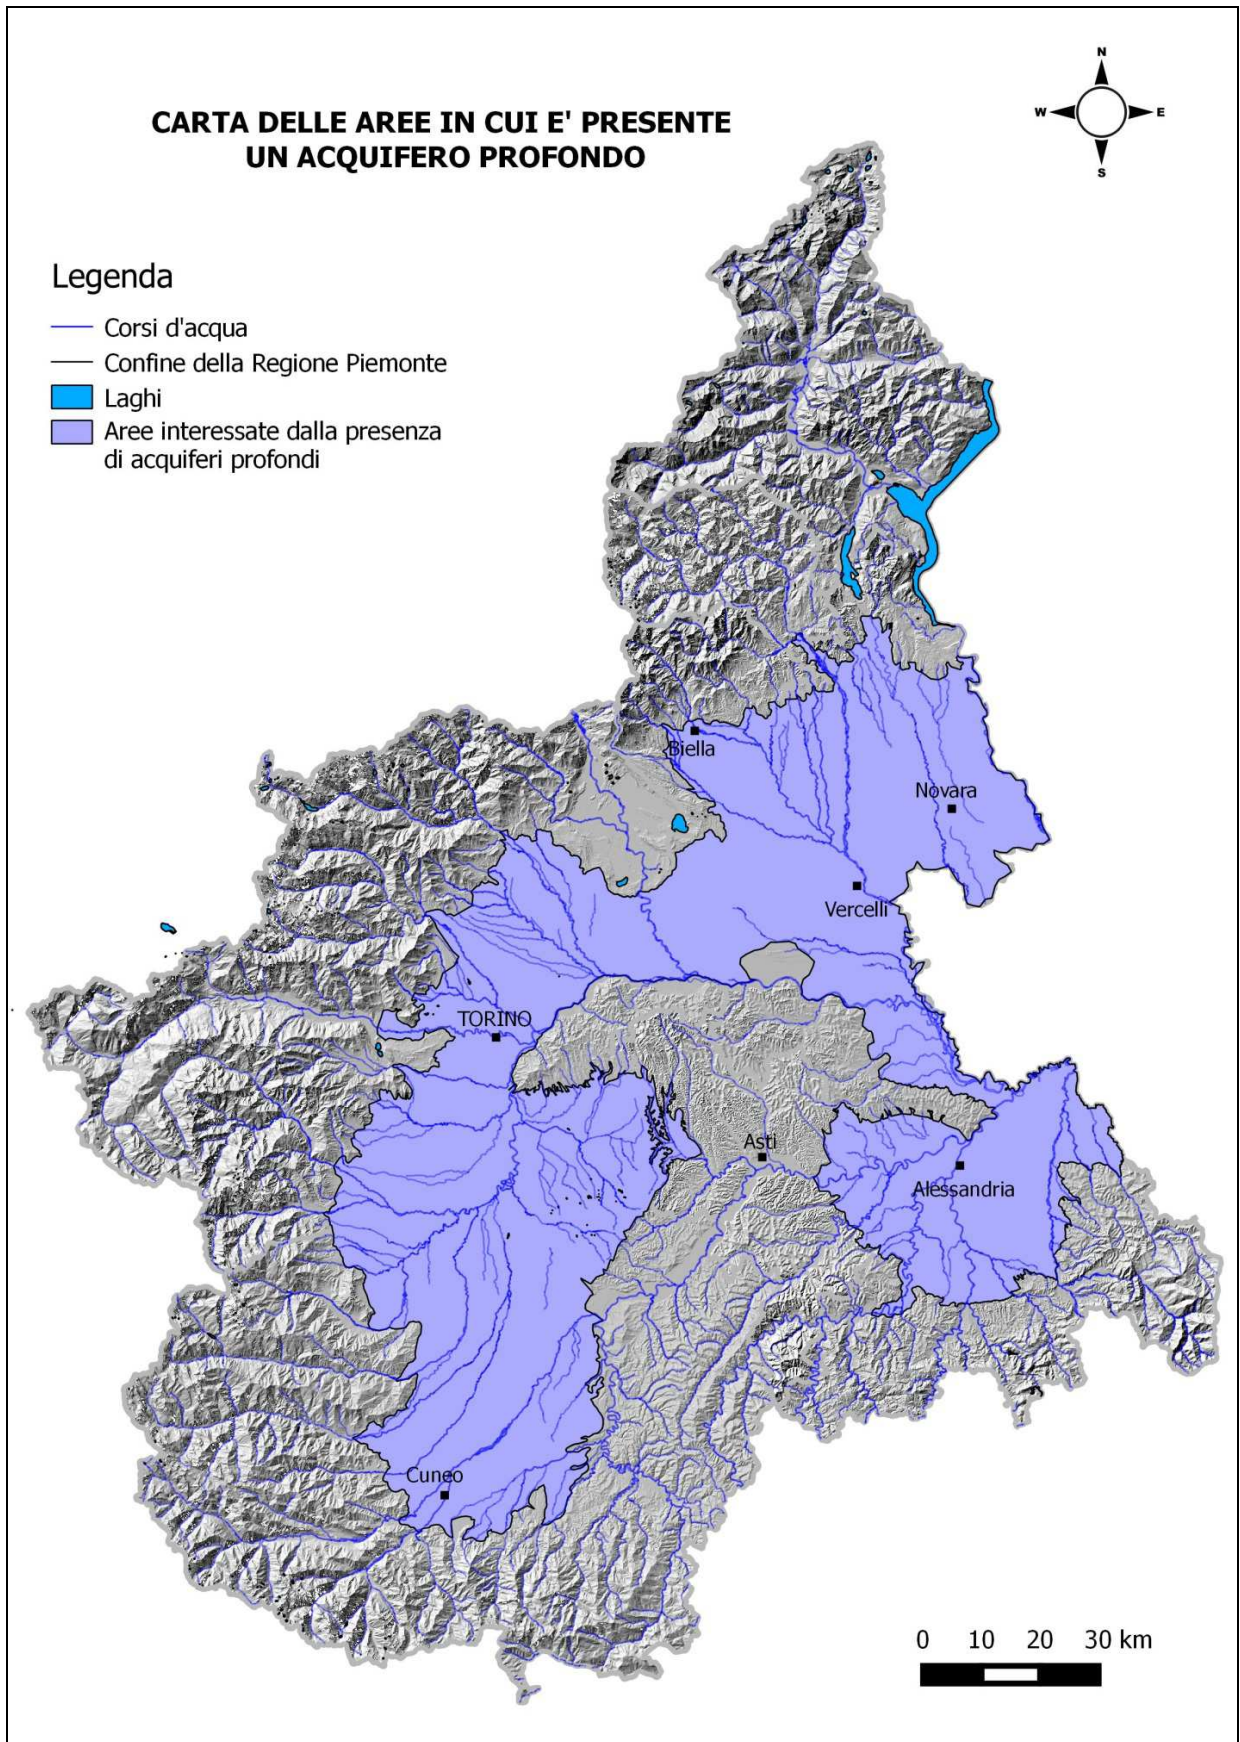 CARTA DELLE AREE IN CUI E' PRESENTE
UN ACQUIFERO PROFONDO
N
W E
S
Legenda
Corsi d'acqua
Confine della Regione Piemonte
Laghi
Aree interessate dalla presenza
di acquiferi profondi
Biella
Novara
Vercelli
TORINO
Asti
Alessandria
Cuneo
0 10 20 30 km